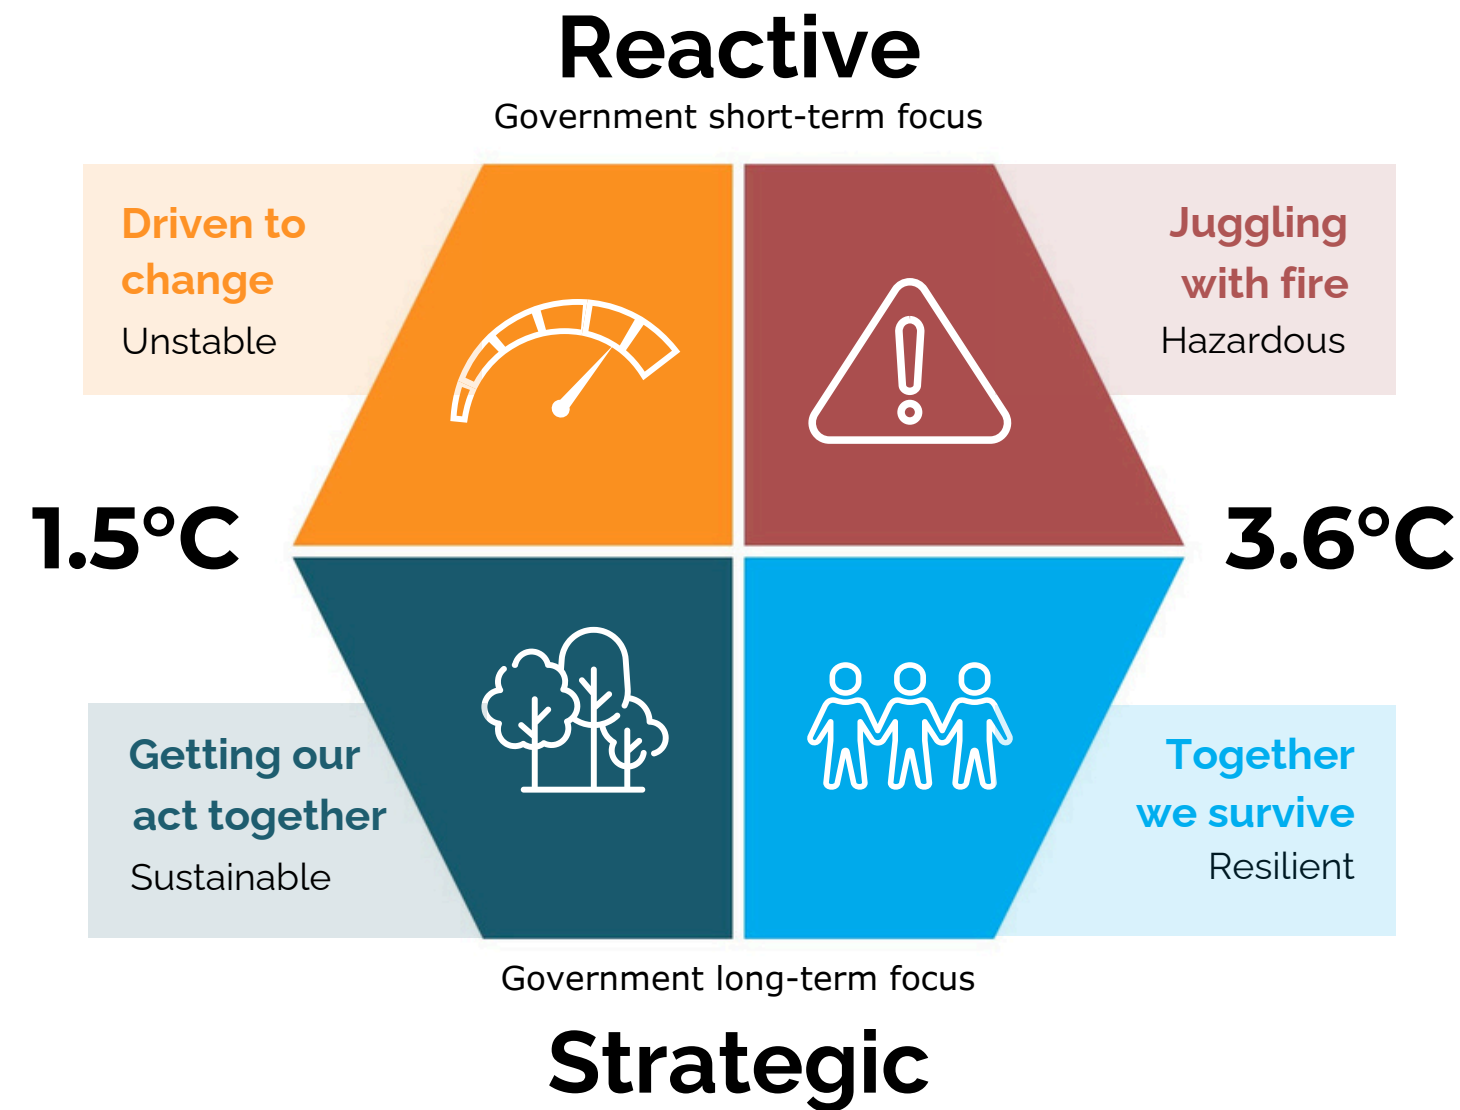 Reactive
Government short-term focus
Driven to
change
Unstable
Juggling
with fire
Hazardous
1.5°C
3.6°C
Getting our
act together
Sustainable
Together
we survive
Resilient
Government long-term focus
Strategic